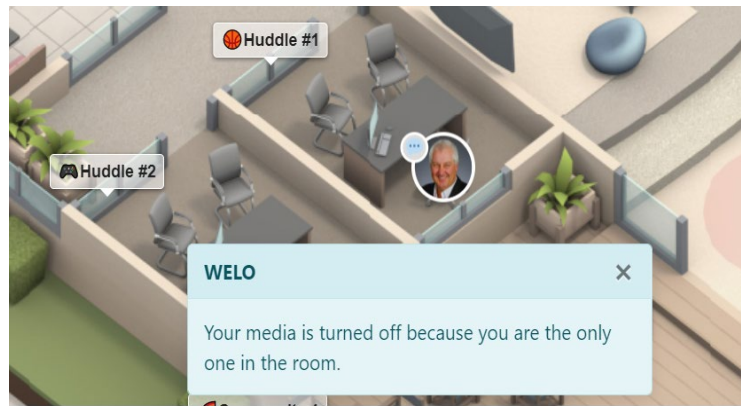 🏀Huddle #1
🎮Huddle #2
WELO
Your media is turned off because you are the only
one in the room.